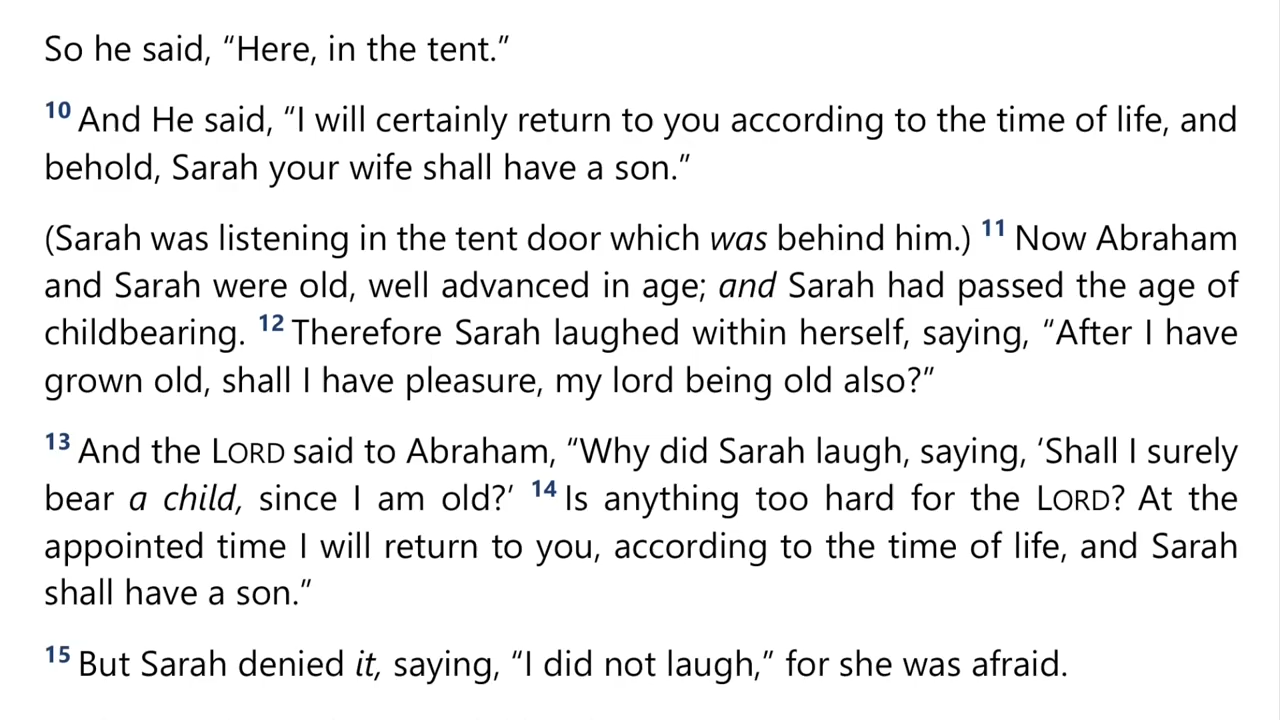 So he said, “Here, in the tent.”
10 And He said, “I will certainly return to you according to the time of life, and
behold, Sarah your wife shall have a son.”
(Sarah was listening in the tent door which was behind him.) 11 Now Abraham
and Sarah were old, well advanced in age; and Sarah had passed the age of
childbearing. 12 Therefore Sarah laughed within herself, saying, “After I have
grown old, shall I have pleasure, my lord being old also?”
13 And the LORD said to Abraham, “Why did Sarah laugh, saying, ‘Shall I surely
bear a child, since I am old?’ 14 Is anything too hard for the LORD? At the
appointed time I will return to you, according to the time of life, and Sarah
shall have a son.”
15 But Sarah denied it, saying, “I did not laugh,” for she was afraid.